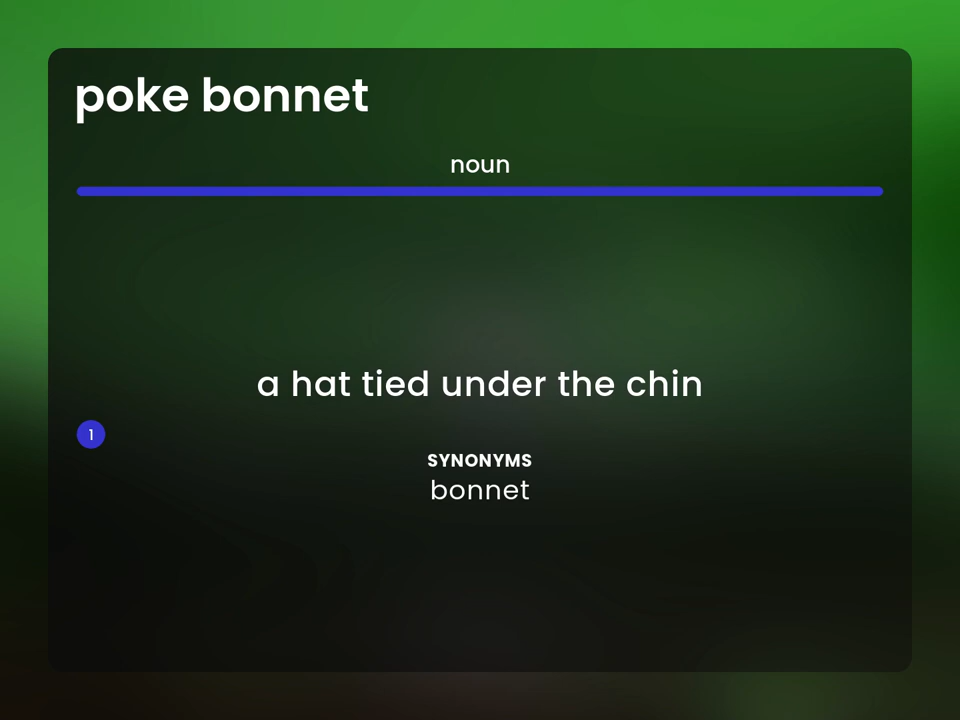 poke bonnet
noun
a hat tied under the chin
1
SYNONYMS
bonnet